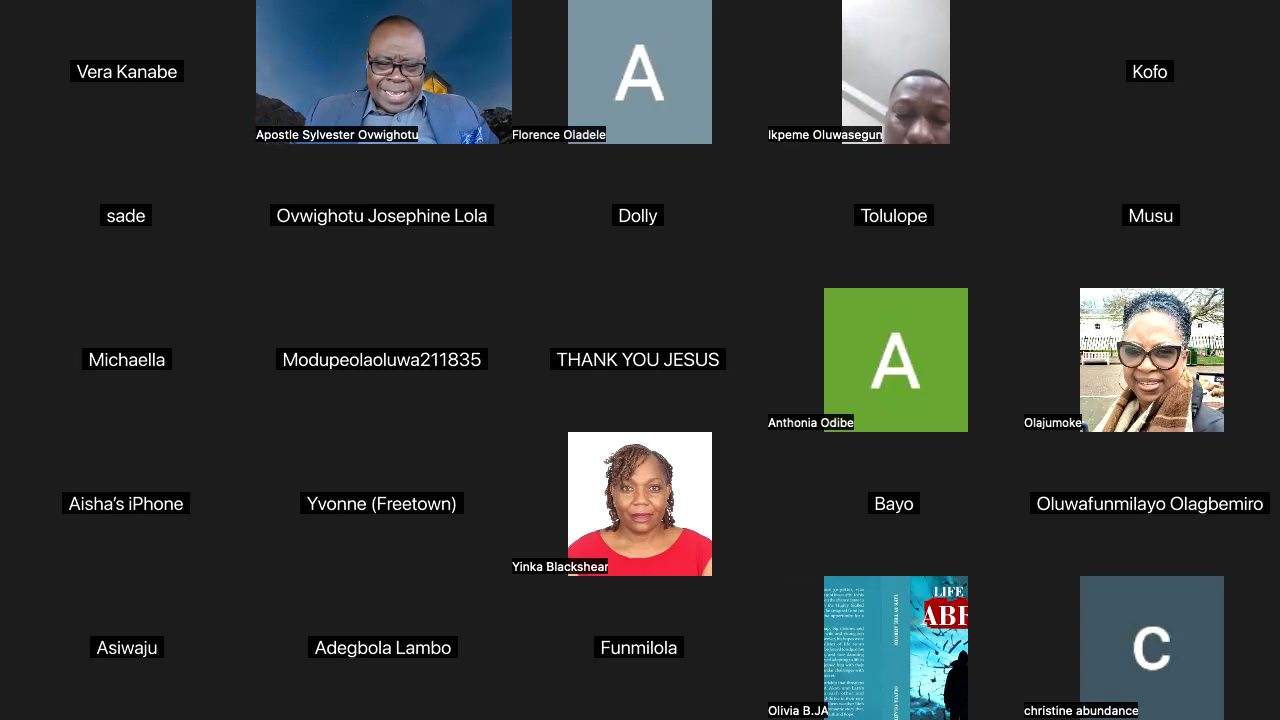 Vera Kanabe
Apostle Sylvester Ovwighotu
A
Florence Oladele
Ikpeme Oluwasegun
Kofo
sade
Ovwighotu Josephine Lola
Dolly
Tolulope
Musu
Michaella
Modupeolaoluwa211835
THANK YOU JESUS
A
Anthonia Odibe
Olajumoke
Aisha’s iPhone
Yvonne (Freetown)
Yinka Blackshear
Bayo
Oluwafunmilayo Olagbemiro
Asiwaju
Adegbola Lambo
Funmilola
LIFE
ABR
Olivia B.JA
C
christine abundance